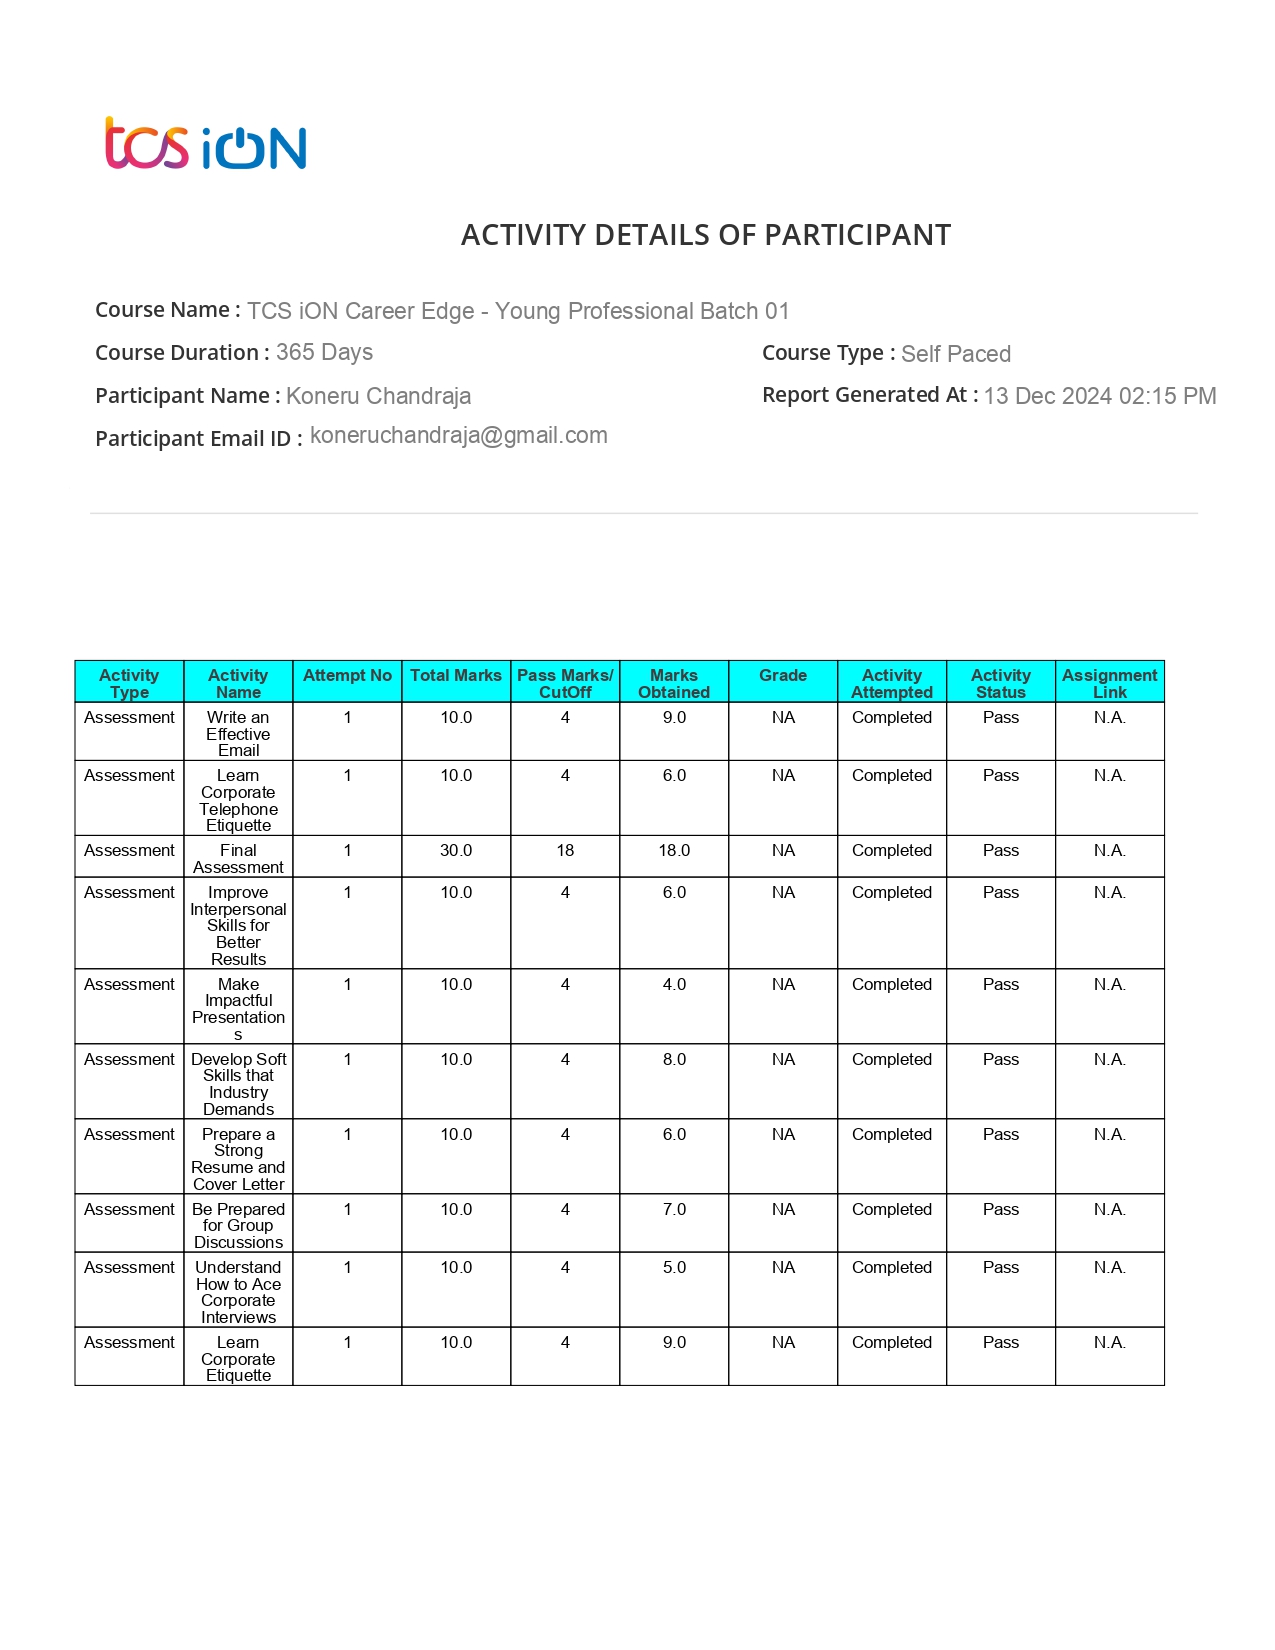 tcs iON
ACTIVITY DETAILS OF PARTICIPANT
Course Name : TCS iON Career Edge - Young Professional Batch 01
Course Duration : 365 Days Course Type : Self Paced
Participant Name : Koneru Chandraja Report Generated At : 13 Dec 2024 02:15 PM
Participant Email ID : koneruchandraja@gmail.com
Activity Attempt No Total Marks Pass Marks/ Marks Grade Activity Activity Assignment
Type Name CutOff Obtained Attempted Status Link
Assessment Write an 1 10.0 4 9.0 NA Completed Pass N.A.
Effective
Email
Assessment Learn 1 10.0 4 6.0 NA Completed Pass N.A.
Corporate
Telephone
Etiquette
Assessment Final 1 30.0 18 18.0 NA Completed Pass N.A.
Assessment
Assessment Improve 1 10.0 4 6.0 NA Completed Pass N.A.
Interpersonal
Skills for
Better
Results
Assessment Make 1 10.0 4 4.0 NA Completed Pass N.A.
Impactful
Presentation
s
Assessment Develop Soft 1 10.0 4 8.0 NA Completed Pass N.A.
Skills that
Industry
Demands
Assessment Prepare a 1 10.0 4 6.0 NA Completed Pass N.A.
Strong
Resume and
Cover Letter
Assessment Be Prepared 1 10.0 4 7.0 NA Completed Pass N.A.
for Group
Discussions
Assessment Understand 1 10.0 4 5.0 NA Completed Pass N.A.
How to Ace
Corporate
Interviews
Assessment Learn 1 10.0 4 9.0 NA Completed Pass N.A.
Corporate
Etiquette